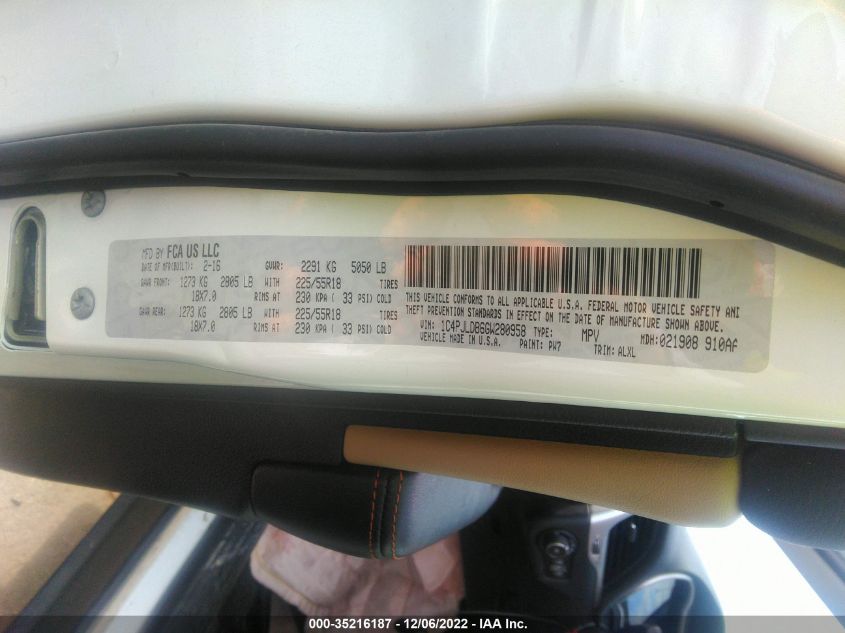 MFD BY FCA US LLC
DATE OF MFR(BUILT): 2-16 GVWR: 2291 KG 5050 LB
GAWR FRONT: 1273 KG 2805 LB WITH 225/55R18 TIRES
18X7.0 RIMS AT 230 KPA ( 33 PSI) COLD
GAWR REAR: 1273 KG 2805 LB WITH 225/55R18 TIRES
18X7.0 RIMS AT 230 KPA ( 33 PSI) COLD
THIS VEHICLE CONFORMS TO ALL APPLICABLE U.S.A. FEDERAL MOTOR VEHICLE SAFETY AND
THEFT PREVENTION STANDARDS IN EFFECT ON THE DATE OF MANUFACTURE SHOWN ABOVE.
VIN: 1C4PJLDB6GW280958 TYPE: MPV MDH: 021908 910AF
VEHICLE MADE IN U.S.A. PAINT: PW7 TRIM: ALXL
000-35216187 - 12/06/2022 - IAA Inc.